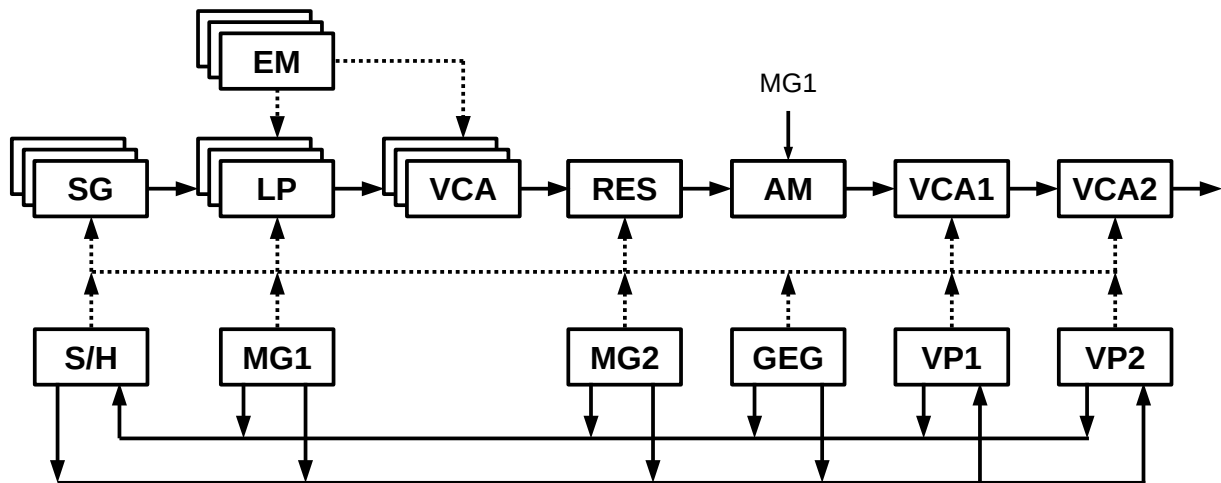 EM
MG1
SG
LP
VCA
RES
AM
VCA1
VCA2
S/H
MG1
MG2
GEG
VP1
VP2